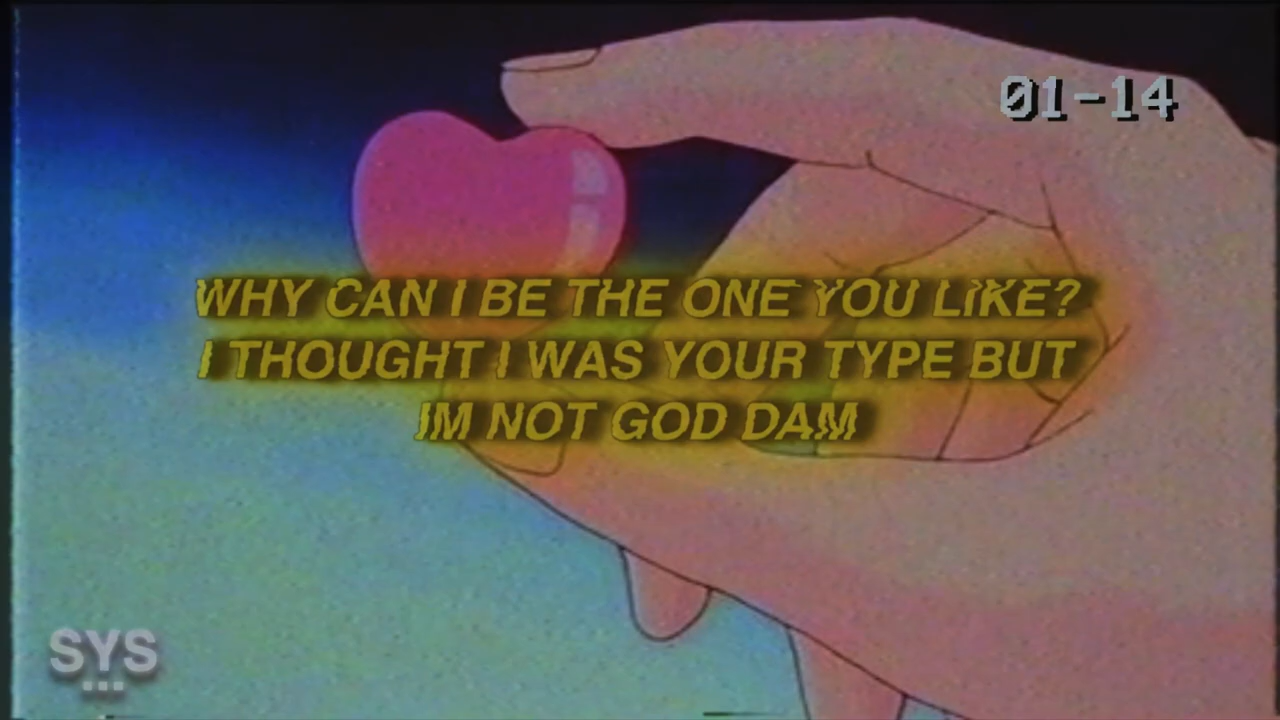 01-14
WHY CAN I BE THE ONE YOU LIKE?
I THOUGHT I WAS YOUR TYPE BUT
IM NOT GOD DAM
SYS
...